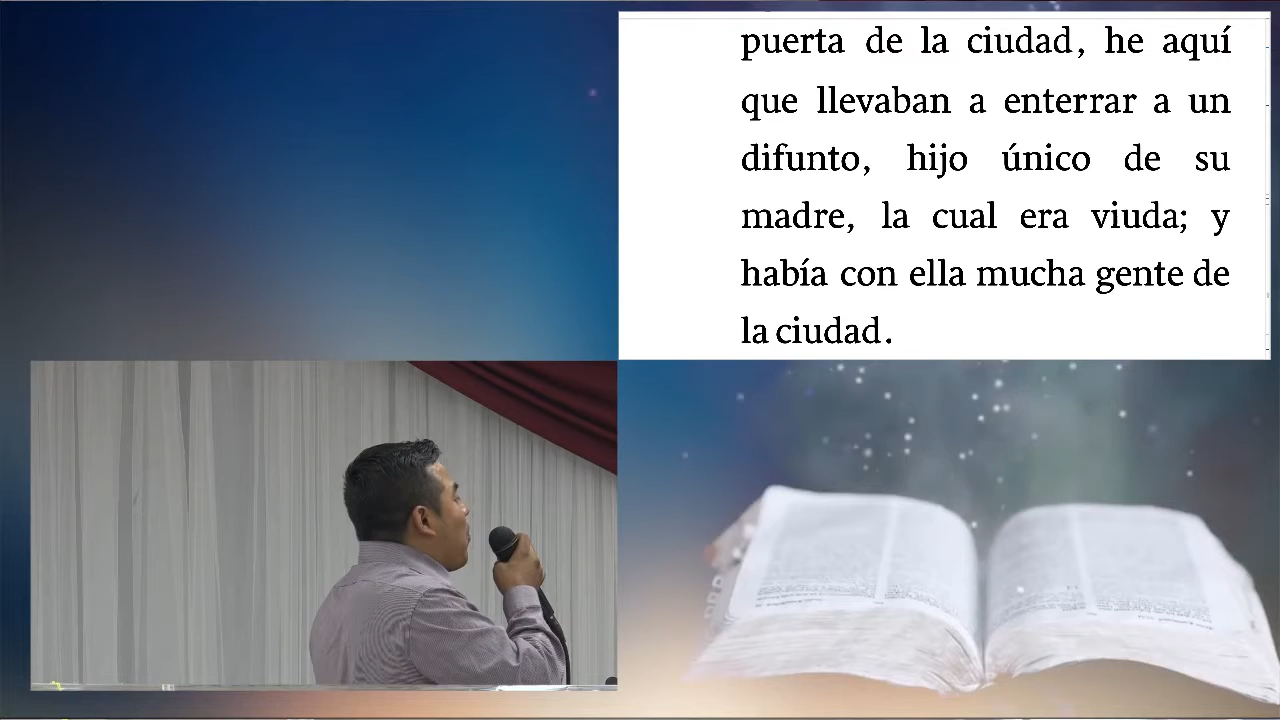 puerta de la ciudad, he aquí
que llevaban a enterrar a un
difunto, hijo único de su
madre, la cual era viuda; y
había con ella mucha gente de
la ciudad.